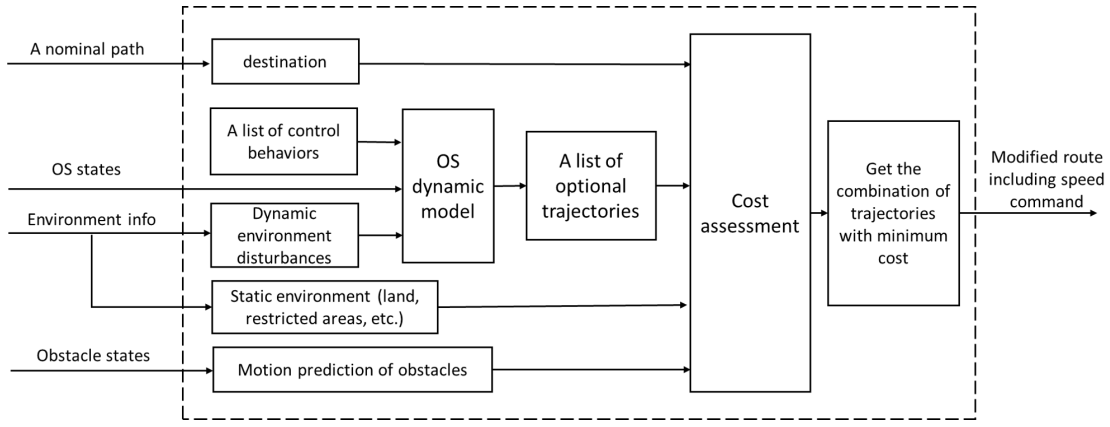 A nominal path
destination
A list of control
behaviors
OS states
Environment info
Dynamic
environment
disturbances
OS
dynamic
model
A list of
optional
trajectories
Static environment (land,
restricted areas, etc.)
Obstacle states
Motion prediction of obstacles
Cost
assessment
Get the
combination of
trajectories
with minimum
cost
Modified route
including speed
command